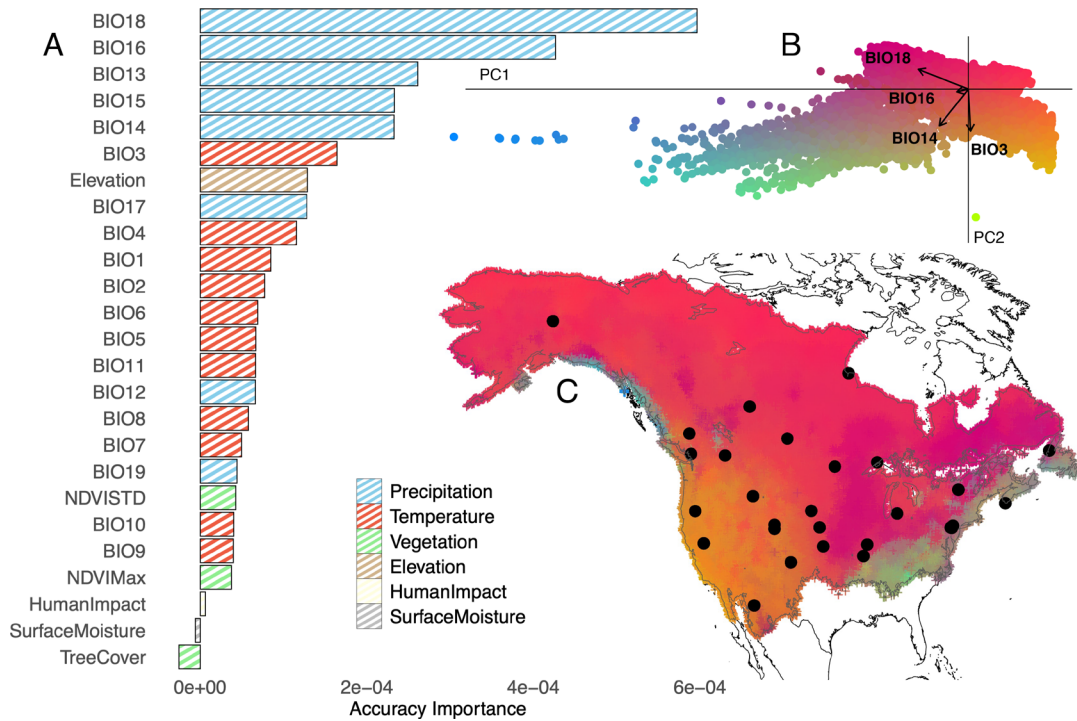 A
BIO18
BIO16
BIO13
BIO15
BIO14
BIO3
Elevation
BIO17
BIO4
BIO1
BIO2
BIO6
BIO5
BIO11
BIO12
BIO8
BIO7
BIO19
NDVISTD
BIO10
BIO9
NDVIMax
HumanImpact
SurfaceMoisture
TreeCover
0e+00
2e-04
4e-04
6e-04
Accuracy Importance
Precipitation
Temperature
Vegetation
Elevation
HumanImpact
SurfaceMoisture
B
PC1
BIO18
BIO16
BIO14
BIO3
PC2
C